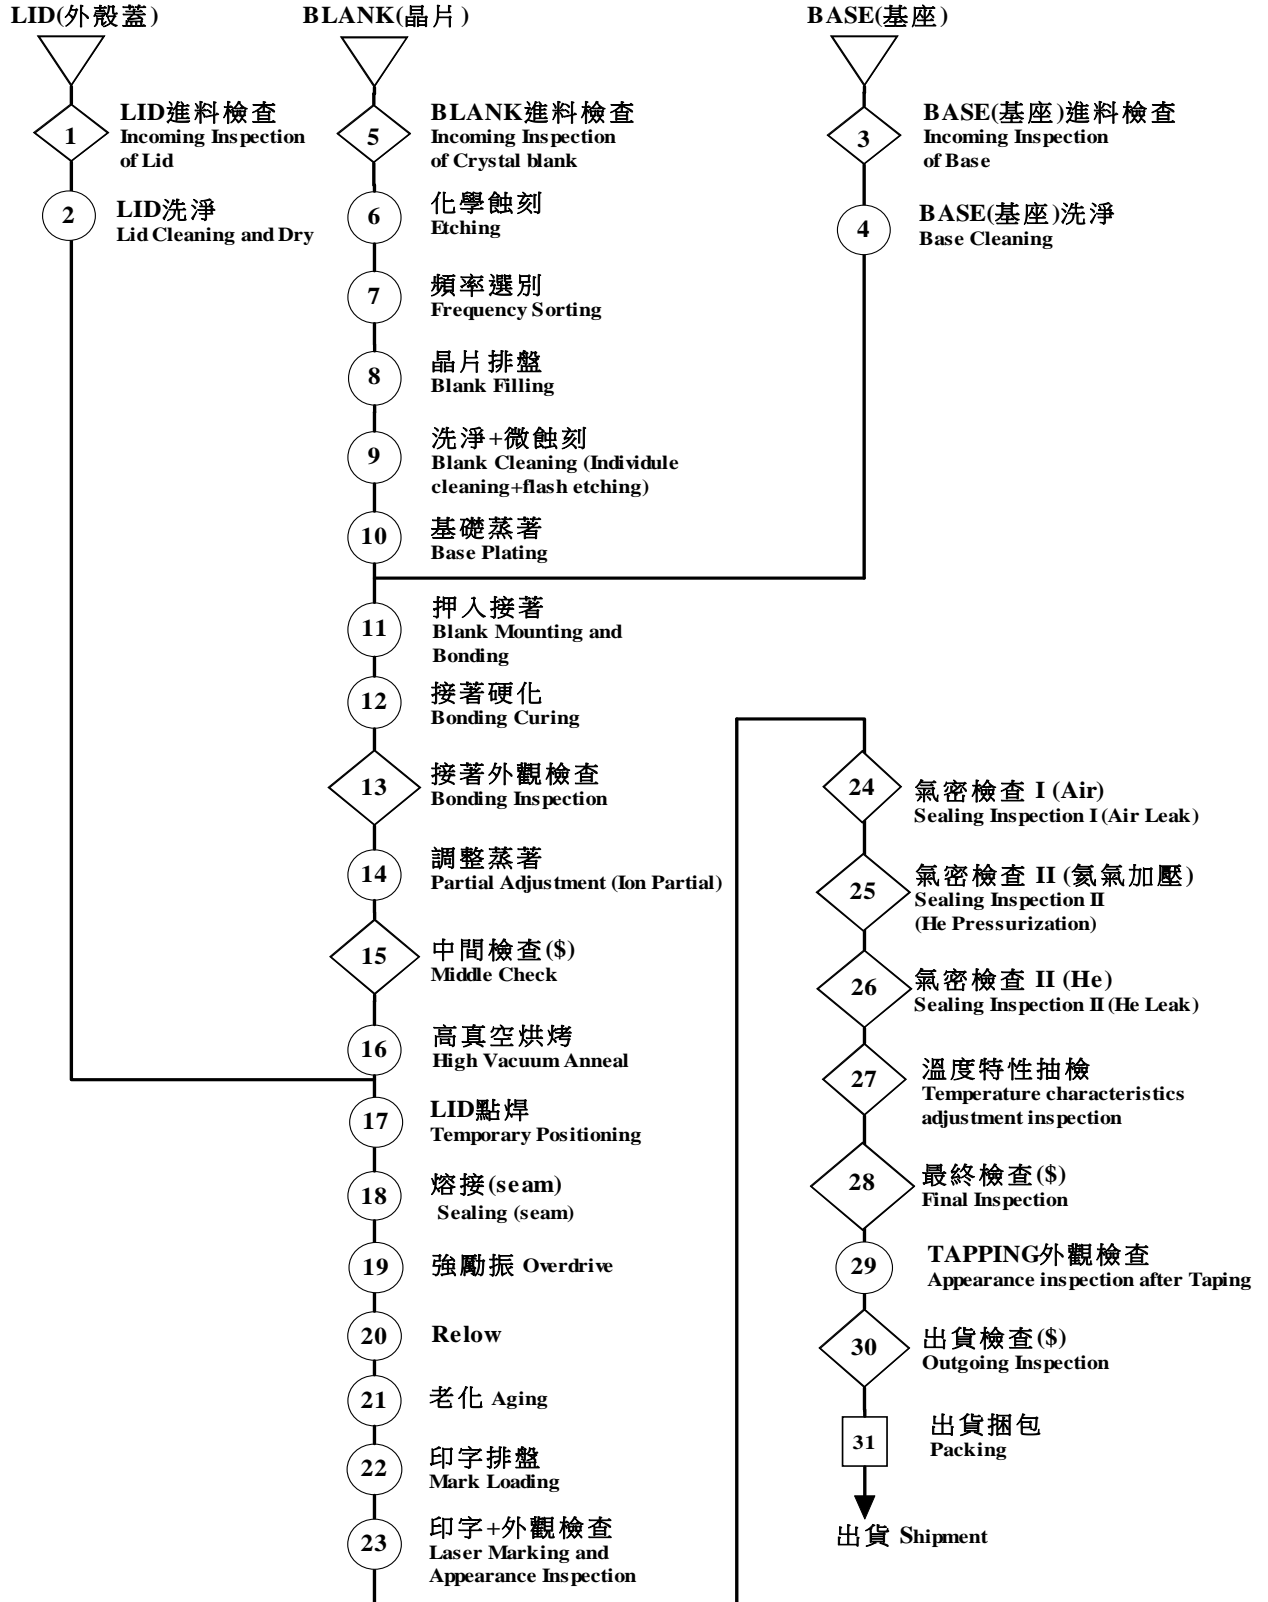 LID(外殼蓋)
1
LID進料檢查
Incoming Inspection
of Lid
2
LID洗淨
Lid Cleaning and Dry
BLANK(晶片)
5
BLANK進料檢查
Incoming Inspection
of Crystal blank
6
化學蝕刻
Etching
7
頻率選別
Frequency Sorting
8
晶片排盤
Blank Filling
9
洗淨+微蝕刻
Blank Cleaning (Individule
cleaning+flash etching)
10
基礎蒸著
Base Plating
BASE(基座)
3
BASE(基座)進料檢查
Incoming Inspection
of Base
4
BASE(基座)洗淨
Base Cleaning
11
押入接著
Blank Mounting and
Bonding
12
接著硬化
Bonding Curing
13
接著外觀檢查
Bonding Inspection
14
調整蒸著
Partial Adjustment (Ion Partial)
15
中間檢查($)
Middle Check
16
高真空烘烤
High Vacuum Anneal
17
LID點焊
Temporary Positioning
18
熔接(seam)
Sealing (seam)
19
強勵振 Overdrive
20
Relow
21
老化 Aging
22
印字排盤
Mark Loading
23
印字+外觀檢查
Laser Marking and
Appearance Inspection
24
氣密檢查 I (Air)
Sealing Inspection I (Air Leak)
25
氣密檢查 II (氦氣加壓)
Sealing Inspection II
(He Pressurization)
26
氣密檢查 II (He)
Sealing Inspection II (He Leak)
27
溫度特性抽檢
Temperature characteristics
adjustment inspection
28
最終檢查($)
Final Inspection
29
TAPPING外觀檢查
Appearance inspection after Taping
30
出貨檢查($)
Outgoing Inspection
31
出貨捆包
Packing
出貨 Shipment